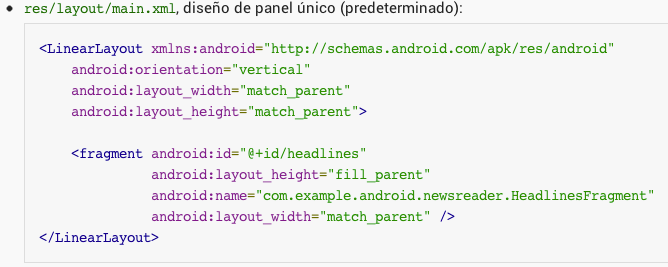 • res/layout/main.xml, diseño de panel único (predeterminado):
<LinearLayout xmlns:android="http://schemas.android.com/apk/res/android"
    android:orientation="vertical"
    android:layout_width="match_parent"
    android:layout_height="match_parent">

    <fragment android:id="@+id/headlines"
              android:layout_height="fill_parent"
              android:name="com.example.android.newsreader.HeadlinesFragment"
              android:layout_width="match_parent" />
</LinearLayout>